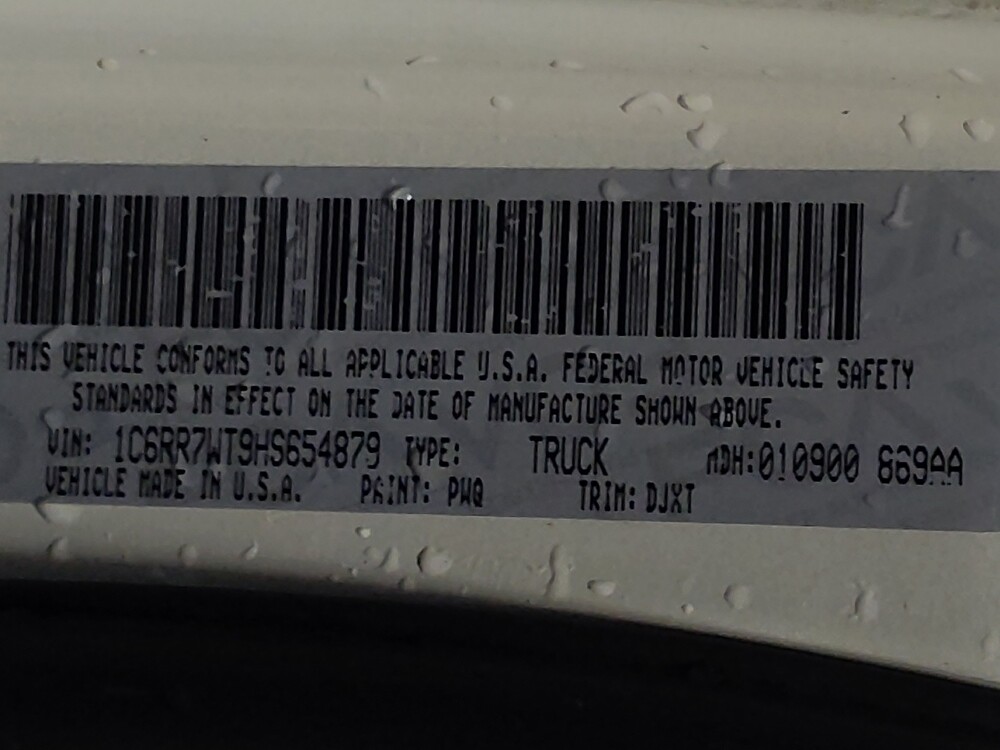 THIS VEHICLE CONFORMS TO ALL APPLICABLE U.S.A. FEDERAL MOTOR VEHICLE SAFETY
STANDARDS IN EFFECT ON THE DATE OF MANUFACTURE SHOWN ABOVE.
VIN: 1C6RR7WT9HS654879 TYPE: TRUCK MDH:010900 869AA
VEHICLE MADE IN U.S.A. PAINT: PWQ TRIM: DJXT